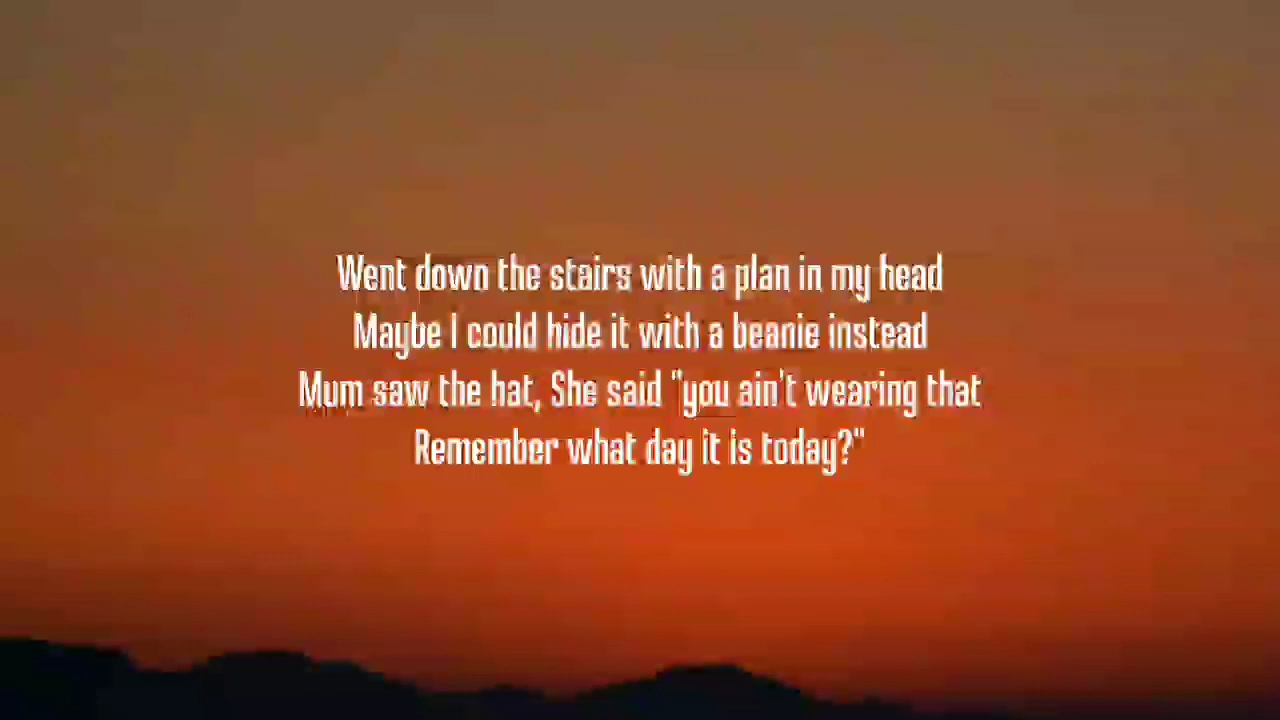 Went down the stairs with a plan in my head
Maybe I could hide it with a beanie instead
Mum saw the hat, She said "you ain't wearing that
Remember what day it is today?"